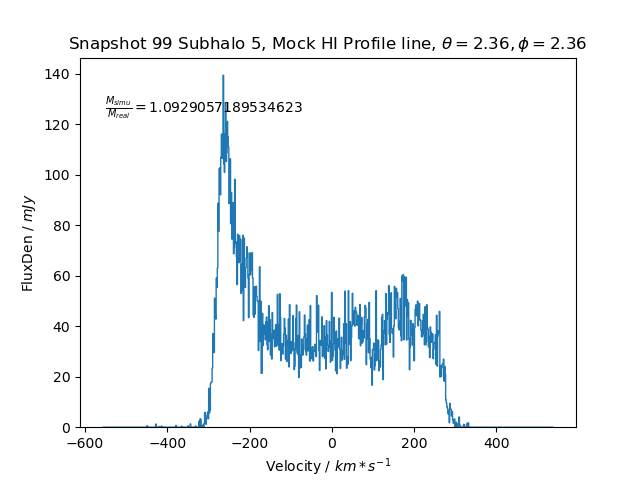 Snapshot 99 Subhalo 5, Mock HI Profile line, θ = 2.36, ϕ = 2.36
M_simu/M_real = 1.0929057189534623
FluxDen / mJy
140
120
100
80
60
40
20
0
−600 −400 −200 0 200 400
Velocity / km * s⁻¹